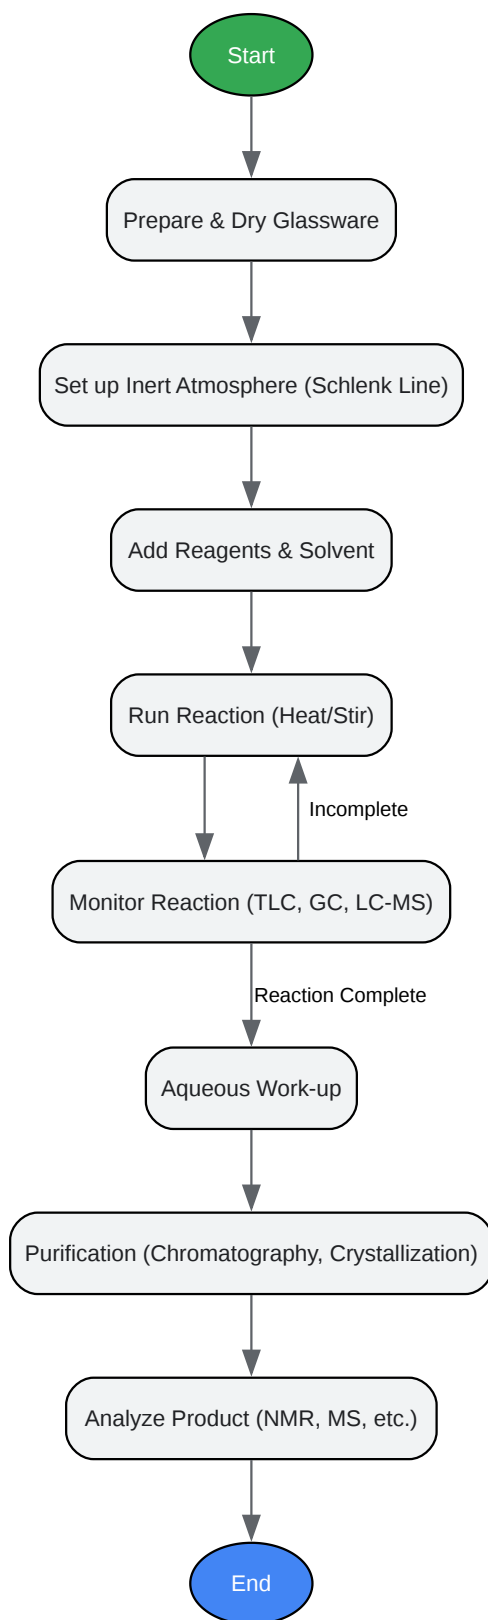 Start
Prepare & Dry Glassware
Set up Inert Atmosphere (Schlenk Line)
Add Reagents & Solvent
Run Reaction (Heat/Stir)
Incomplete
Monitor Reaction (TLC, GC, LC-MS)
Reaction Complete
Aqueous Work-up
Purification (Chromatography, Crystallization)
Analyze Product (NMR, MS, etc.)
End